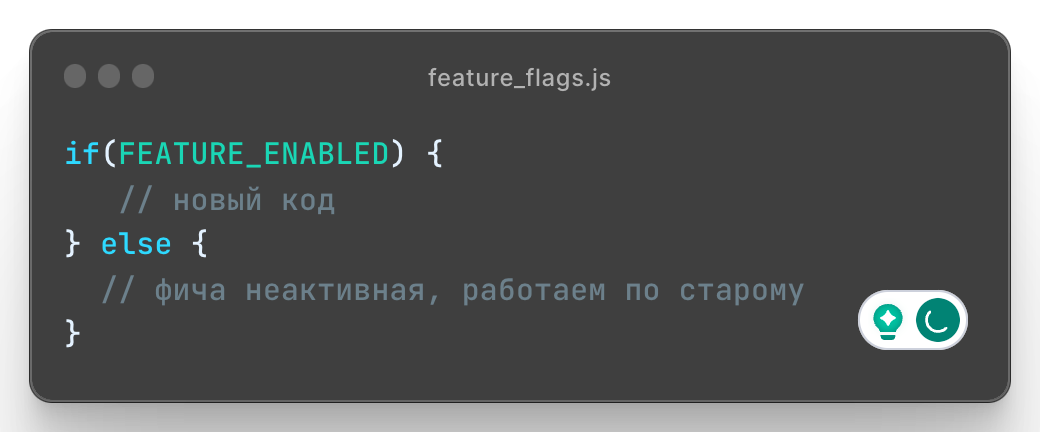 feature_flags.js
if(FEATURE_ENABLED) {
// новый код
} else {
// фича неактивная, работаем по старому
}